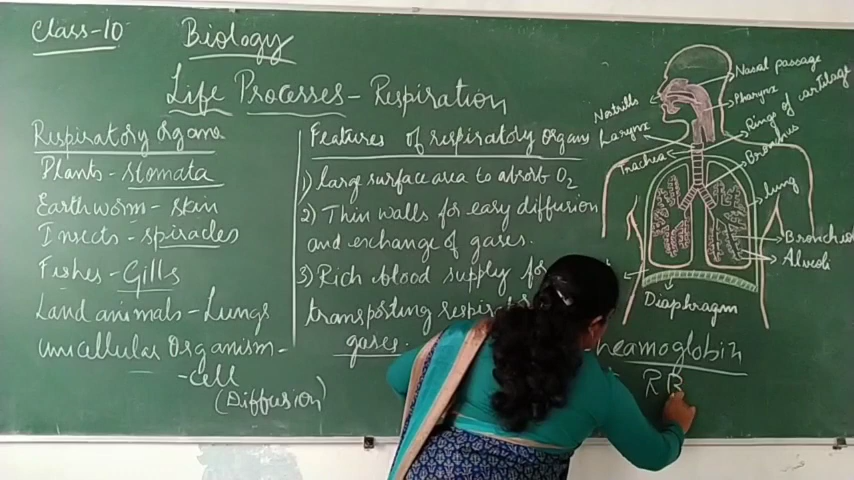 Class-10
Biology
Life Processes - Respiration
Respiratory organs
Plants - stomata
Earthworm - skin
Insects - spiracles
Fishes - Gills
Land animals - Lungs
unicellular Organism -
- cell
(Diffusion)
Features of respiratory organs
1) large surface area to absorb O2
2) Thin walls for easy diffusion
and exchange of gases.
3) Rich blood supply for
transporting
gases.
Nasal passage
Pharynx
Rings of cartilage
Bronchus
lung
Bronchio
Alveoli
Nostrills
Larynx
Trachea
Diaphragm
heamoglobin
R B